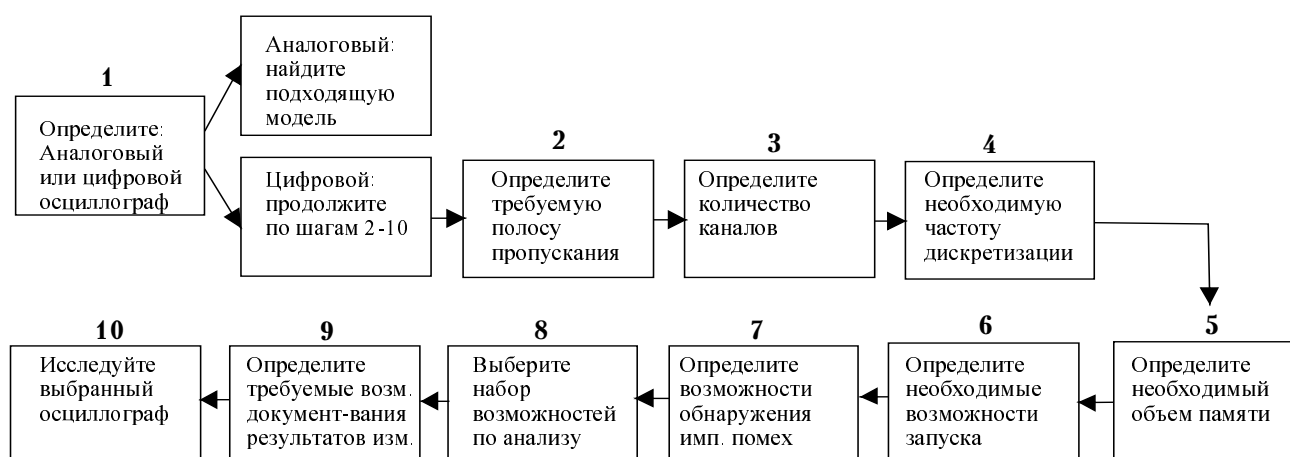 1
Определите:
Аналоговый
или цифровой
осциллограф
Аналоговый:
найдите
подходящую
модель
Цифровой:
продолжите
по шагам 2-10
2
Определите
требуемую
полосу
пропускания
3
Определите
количество
каналов
4
Определите
необходимую
частоту
дискретизации
5
Определите
необходимый
объем памяти
6
Определите
необходимые
возможности
запуска
7
Определите
возможности
обнаружения
имп. помех
8
Выберите
набор
возможностей
по анализу
9
Определите
требуемые возм.
документ-вания
результатов изм.
10
Исследуйте
выбранный
осциллограф